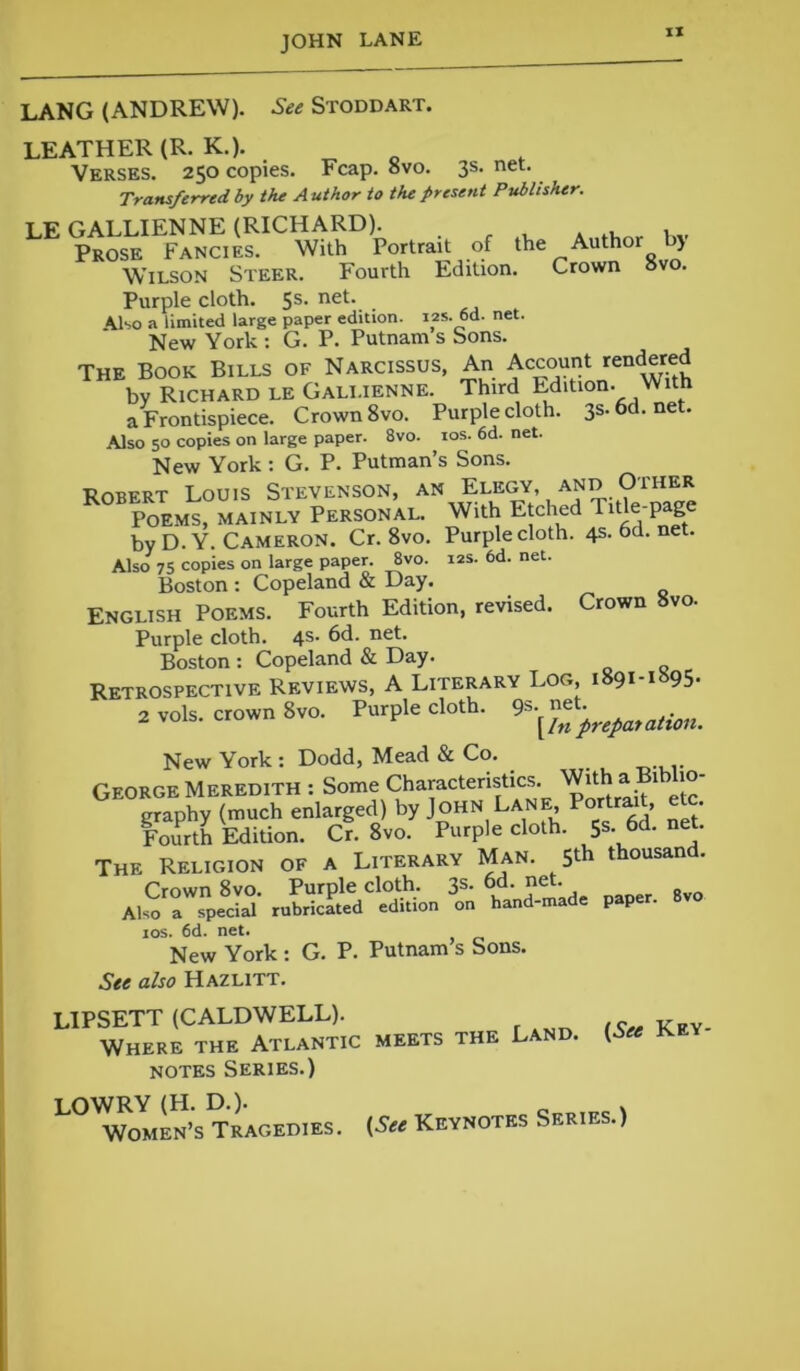 JOHN LANE 11
LANG (ANDREW). See STODDART.
LEATHER (R. K.).
VERSES. 250 copies. Fcap. 8vo. 3s. net.
Transferred by the Author to the present Publisher.
LE GALLIENNE (RICHARD).
PROSE FANCIES. With Portrait of the Author by
WILSON STEER. Fourth Edition. Crown 8vo.
Purple cloth. 5s. net.
Also a limited large paper edition. 12s. 6d. net.
New York : G. P. Putnam's Sons.
THE BOOK BILLS OF NARCISSUS, An Account rendered
by RICHARD LE GALLIENNE. Third Edition. With
a Frontispiece. Crown 8vo. Purple cloth. 3s. 6d. net.
Also 50 copies on large paper. 8vo. 10s. 6d. net.
New York : G. P. Putman's Sons.
ROBERT LOUIS STEVENSON, AN ELEGY, AND OTHER
POEMS, MAINLY PERSONAL. With Etched Title-page
by D. Y. CAMERON. Cr. 8vo. Purple cloth. 4s. 6d. net.
Also 75 copies on large paper. 8vo. 12s. 6d. net.
Boston : Copeland & Day.
ENGLISH POEMS. Fourth Edition, revised. Crown 8vo.
Purple cloth. 4s. 6d. net.
Boston : Copeland & Day.
RETROSPECTIVE REVIEWS, A LITERARY LOG, 1891-1895.
2 vols. crown 8vo. Purple cloth. 9s. net.
[In preparation.
New York : Dodd, Mead & Co.
GEORGE MEREDITH : Some Characteristics. With a Biblio-
graphy (much enlarged) by JOHN LANE, Portrait, etc.
Fourth Edition. Cr. 8vo. Purple cloth. 5s. 6d. net.
THE RELIGION OF A LITERARY MAN. 5th thousand.
Crown 8vo. Purple cloth. 3s. 6d. net.
Also a special rubricated edition on hand-made paper. 8vo
10s. 6d. net.
New York : G. P. Putnam's Sons.
See also HAZLITT.
LIPSETT (CALDWELL).
WHERE THE ATLANTIC MEETS THE LAND. (See KEY-
NOTES SERIES.)
LOWRY (H. D.).
WOMEN'S TRAGEDIES. (See KEYNOTES SERIES.)